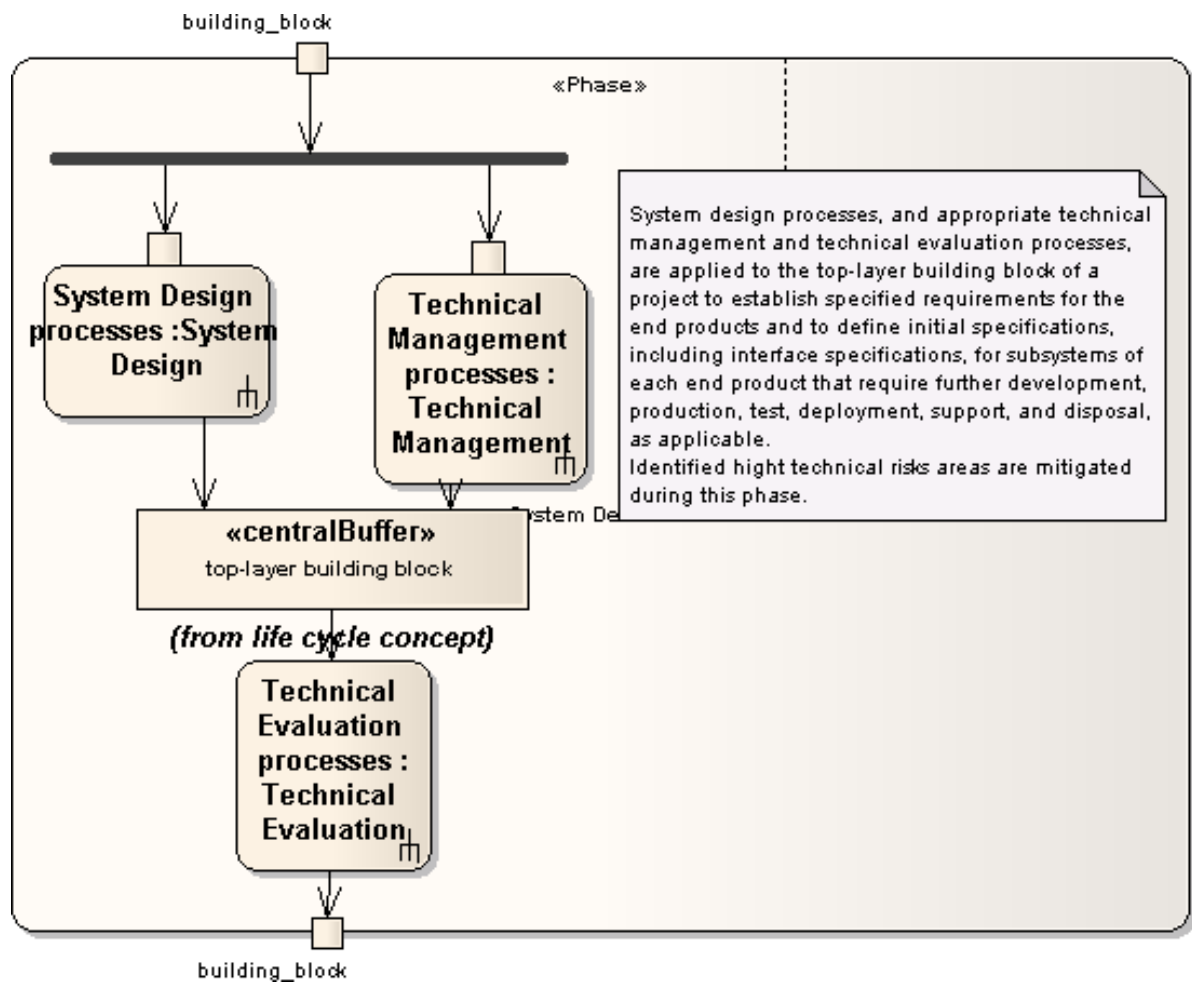 building_block
«Phase»
System Design
processes :System
Design
Technical
Management
processes :
Technical
Management
System design processes, and appropriate technical
management and technical evaluation processes,
are applied to the top-layer building block of a
project to establish specified requirements for the
end products and to define initial specifications,
including interface specifications, for subsystems of
each end product that require further development,
production, test, deployment, support, and disposal,
as applicable.
Identified hight technical risks areas are mitigated
during this phase.
System De
«centralBuffer»
top-layer building block
(from life cycle concept)
Technical
Evaluation
processes :
Technical
Evaluation
building_block